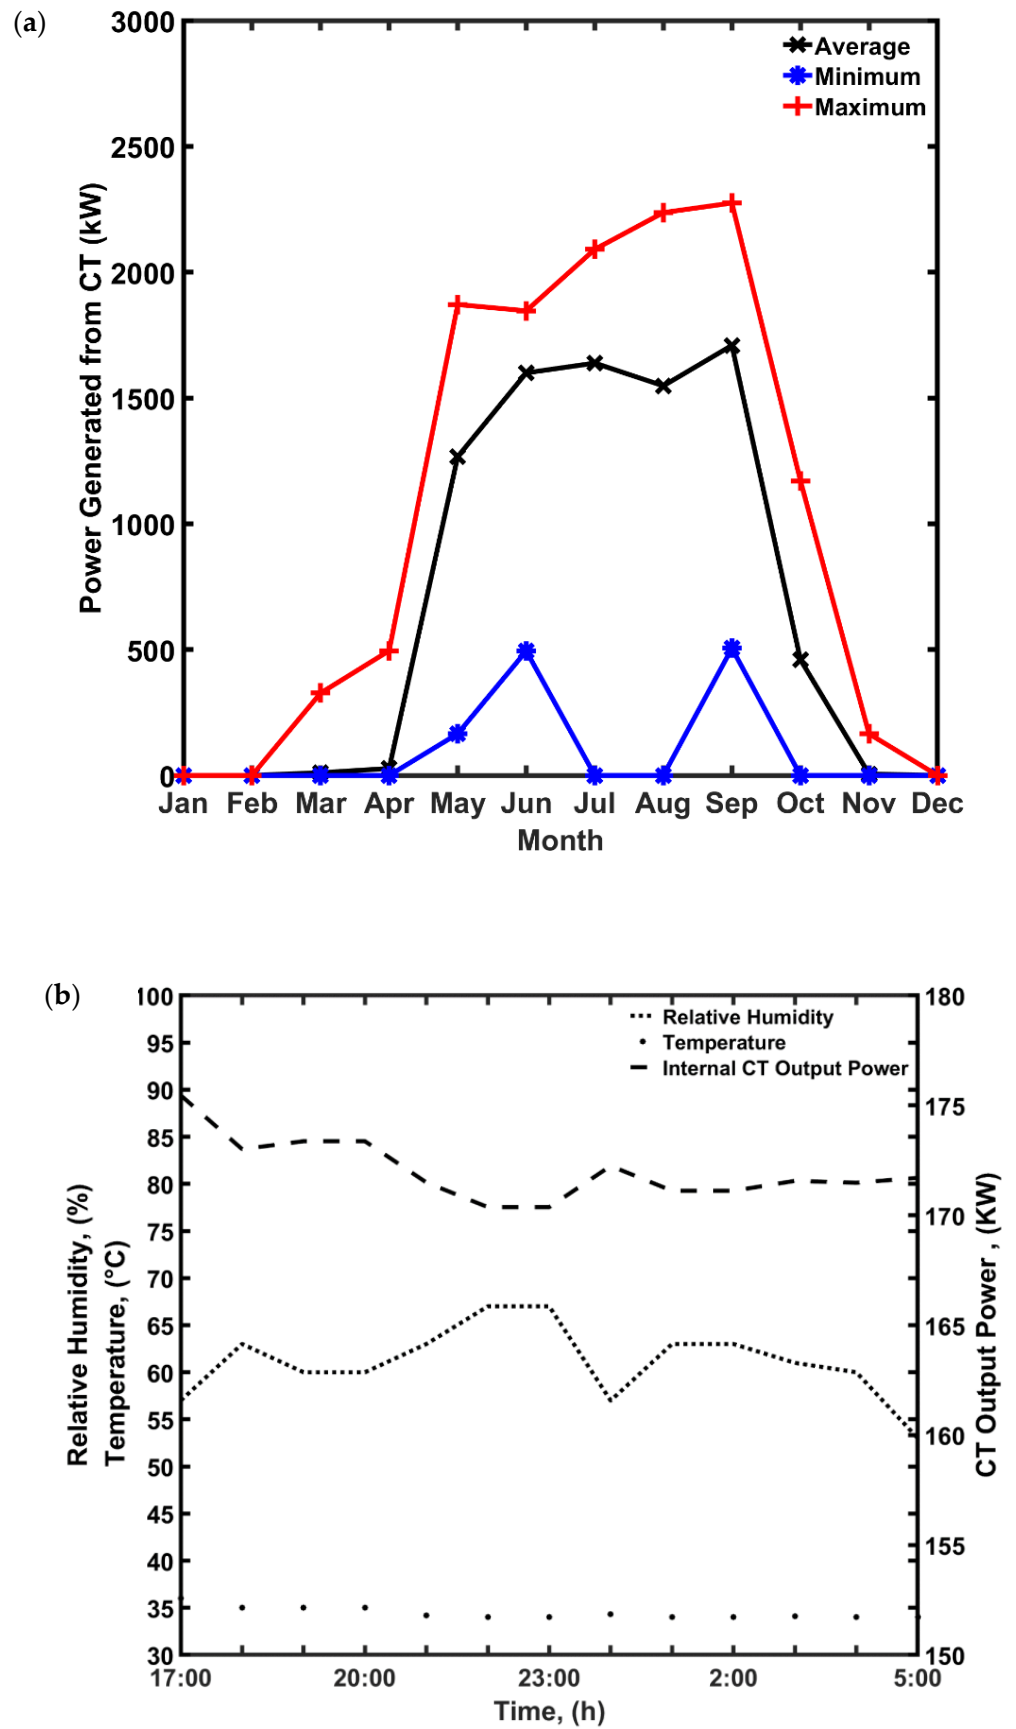 (a)
3000
2500
2000
1500
1000
500
0
Power Generated from CT (kW)
Average
Minimum
Maximum
Jan Feb Mar Apr May Jun Jul Aug Sep Oct Nov Dec
Month
(b)
100
95
90
85
80
75
70
65
60
55
50
45
40
35
30
Relative Humidity, (%)
Temperature, (°C)
Relative Humidity
Temperature
Internal CT Output Power
180
175
170
165
160
155
150
CT Output Power , (KW)
17:00 20:00 23:00 2:00 5:00
Time, (h)